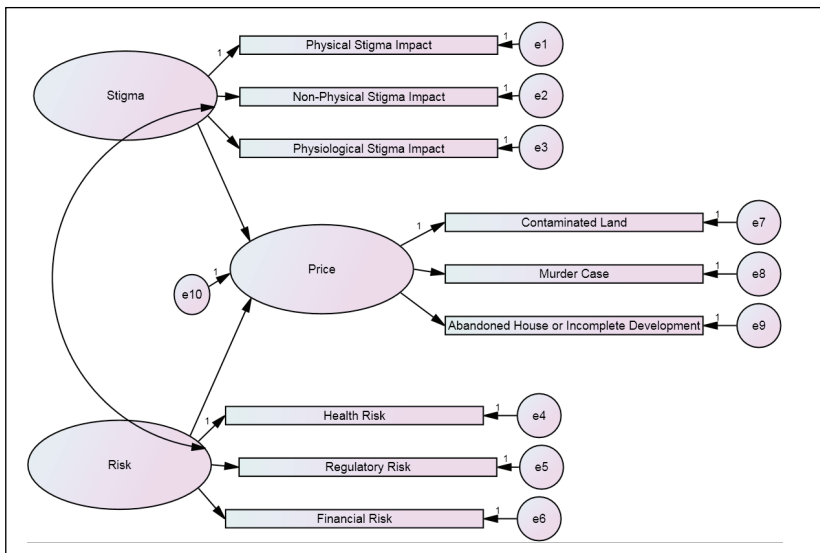 1
Physical Stigma Impact
1
e1
Stigma
Non-Physical Stigma Impact
1
e2
Physiological Stigma Impact
1
e3
1
Contaminated Land
1
e7
Price
Murder Case
1
e8
1
e10
Abandoned House or Incomplete Development
1
e9
1
Health Risk
1
e4
Risk
Regulatory Risk
1
e5
Financial Risk
1
e6